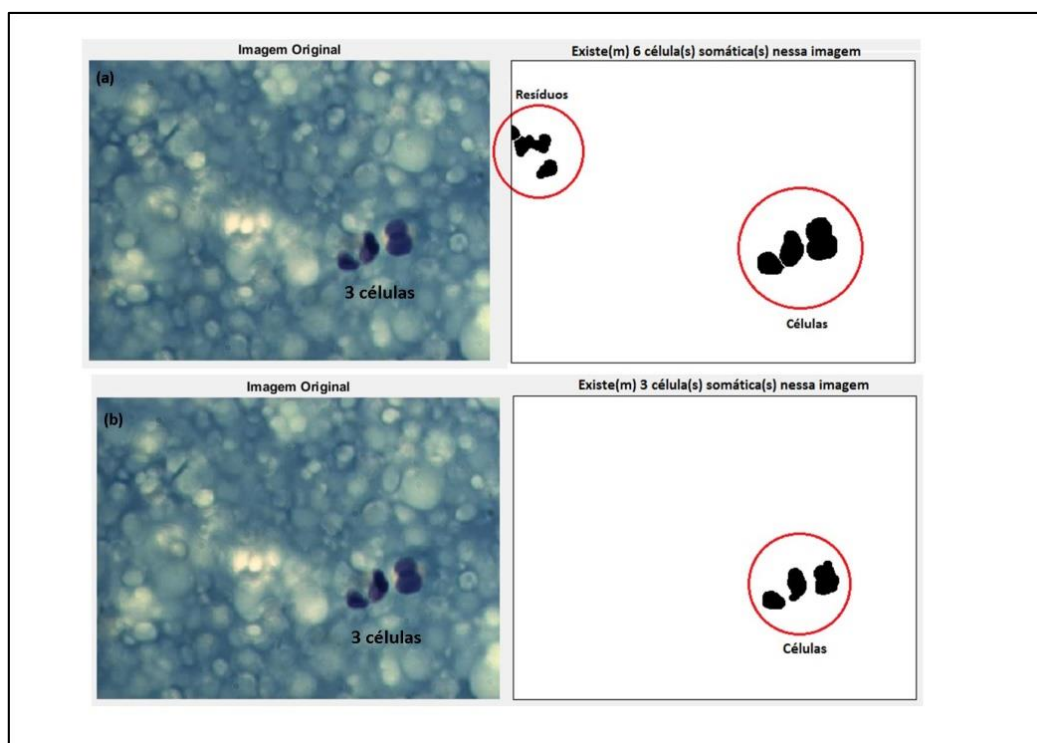 Imagem Original
Existe(m) 6 célula(s) somática(s) nessa imagem
(a)
Resíduos
3 células
Células
Imagem Original
Existe(m) 3 célula(s) somática(s) nessa imagem
(b)
3 células
Células